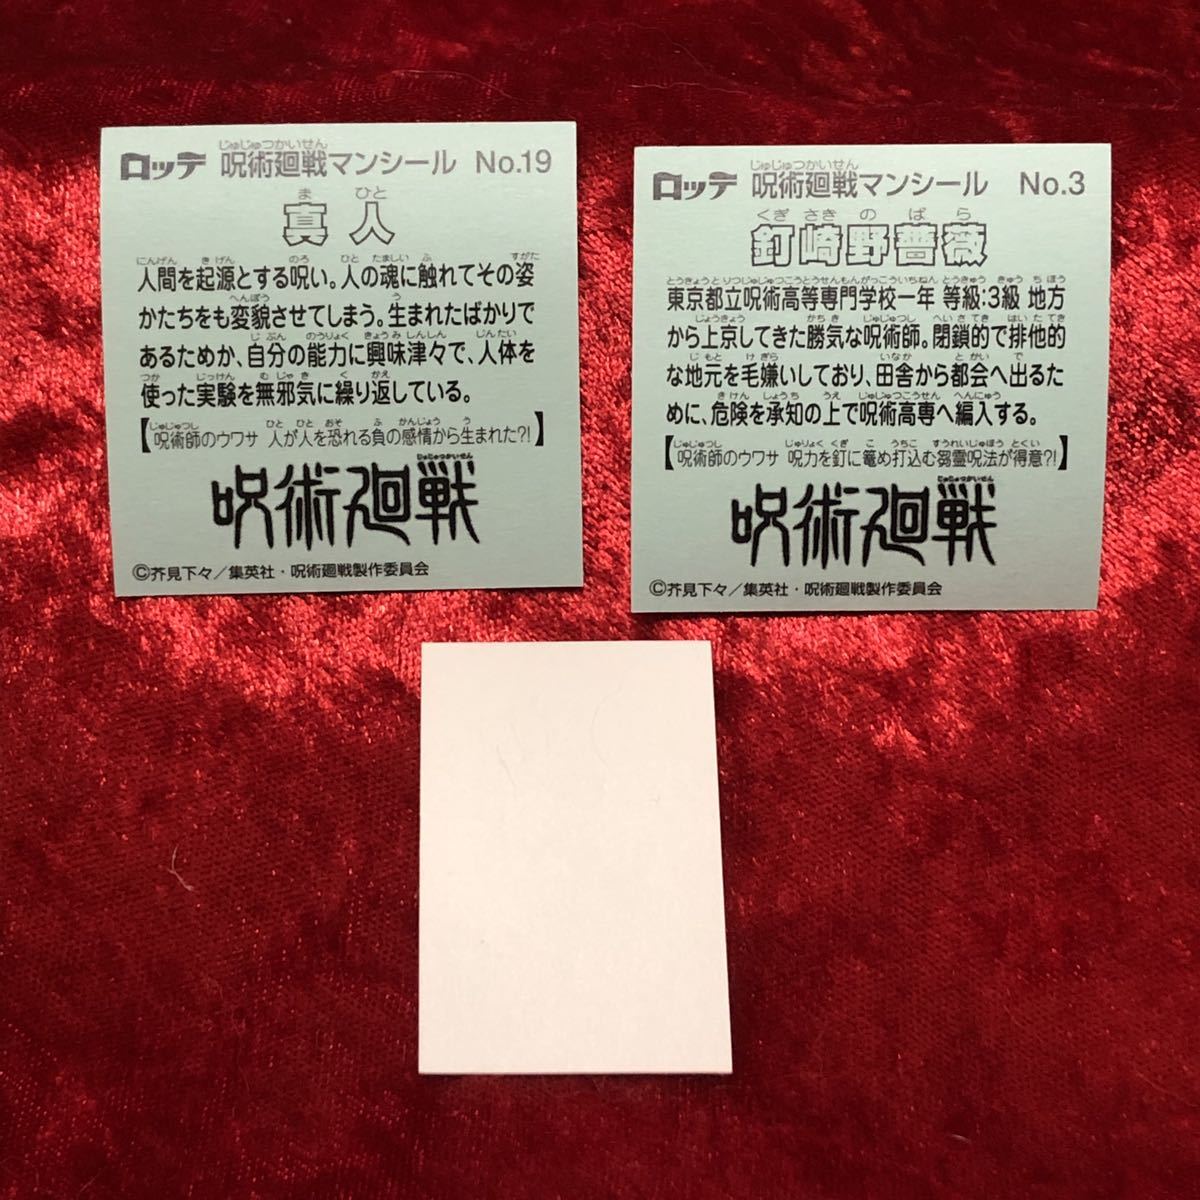 ロッテ 呪術廻戦マンシール No.19
じゅじゅつかいせん
真人
まひと
人間を起源とする呪い。人の魂に触れてその姿
にんげん きげん のろ ひと たましい ふ すがた
かたちをも変貌させてしまう。生まれたばかりで
へんぼう う
あるためか、自分の能力に興味津々で、人体を
じぶん のうりょく きょうみしんしん じんたい
使った実験を無邪気に繰り返している。
つか じっけん むじゃき く かえ
【呪術師のウワサ 人が人を恐れる負の感情から生まれた?!】
じゅじゅつし ひと ひと おそ ふ かんじょう う
呪術廻戦
じゅじゅつかいせん
©芥見下々／集英社・呪術廻戦製作委員会
ロッテ 呪術廻戦マンシール No.3
じゅじゅつかいせん
釘崎野薔薇
くぎさきのばら
東京都立呪術高等専門学校一年 等級:3級 地方
とうきょうとりつじゅじゅつこうとうせんもんがっこういちねん とうきゅう きゅう ちほう
から上京してきた勝気な呪術師。閉鎖的で排他的
じょうきょう かちき じゅじゅつし へいさてき はいたてき
な地元を毛嫌いしており、田舎から都会へ出るた
じもと けぎら いなか とかい で
めに、危険を承知の上で呪術高専へ編入する。
きけん しょうち うえ じゅじゅつこうせん へんにゅう
【呪術師のウワサ 呪力を釘に篭め打込む芻霊呪法が得意?!】
じゅじゅつし じゅりょく くぎ こ うちこ すうれいじゅほう とくい
呪術廻戦
じゅじゅつかいせん
©芥見下々／集英社・呪術廻戦製作委員会